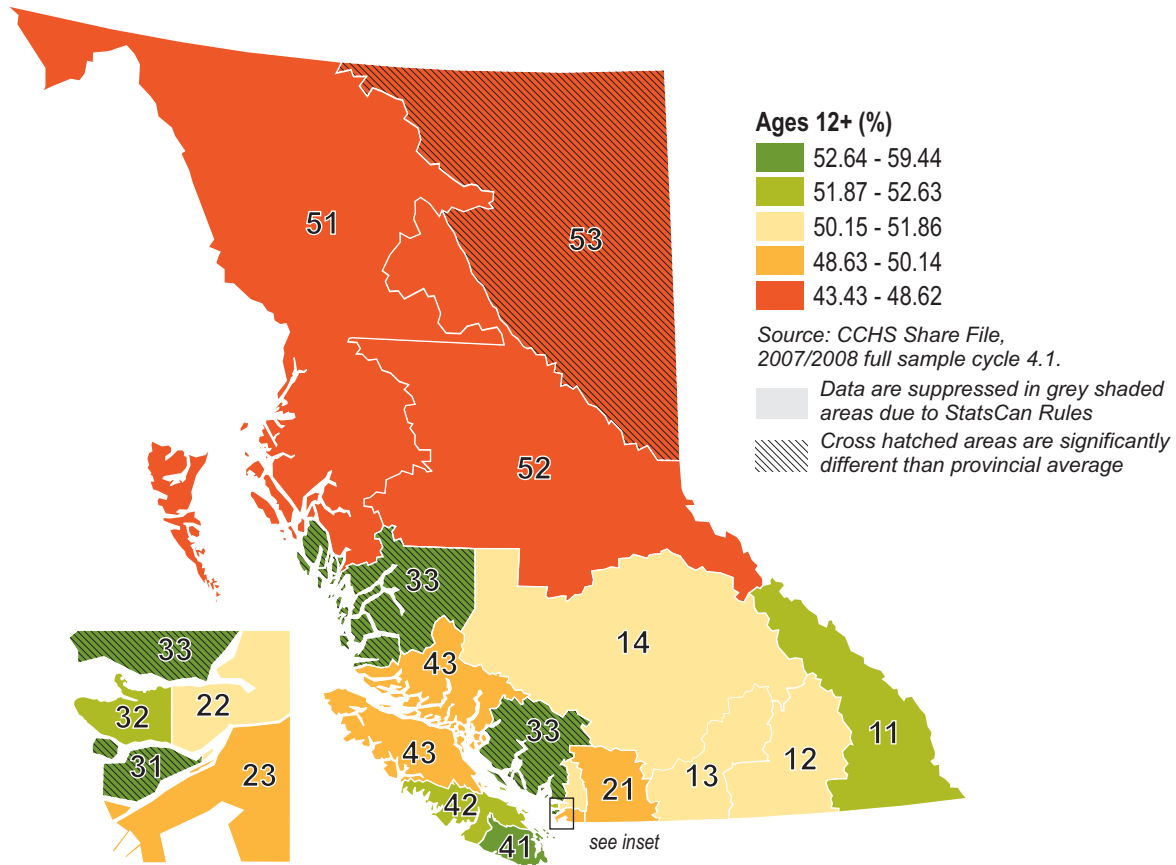 Ages 12+ (%)
52.64 - 59.44
51.87 - 52.63
50.15 - 51.86
48.63 - 50.14
43.43 - 48.62
Source: CCHS Share File,
2007/2008 full sample cycle 4.1.
Data are suppressed in grey shaded
areas due to StatsCan Rules
Cross hatched areas are significantly
different than provincial average
51
53
52
33
14
43
33
43
11
12
13
21
42
41
see inset
33
32
22
31
23